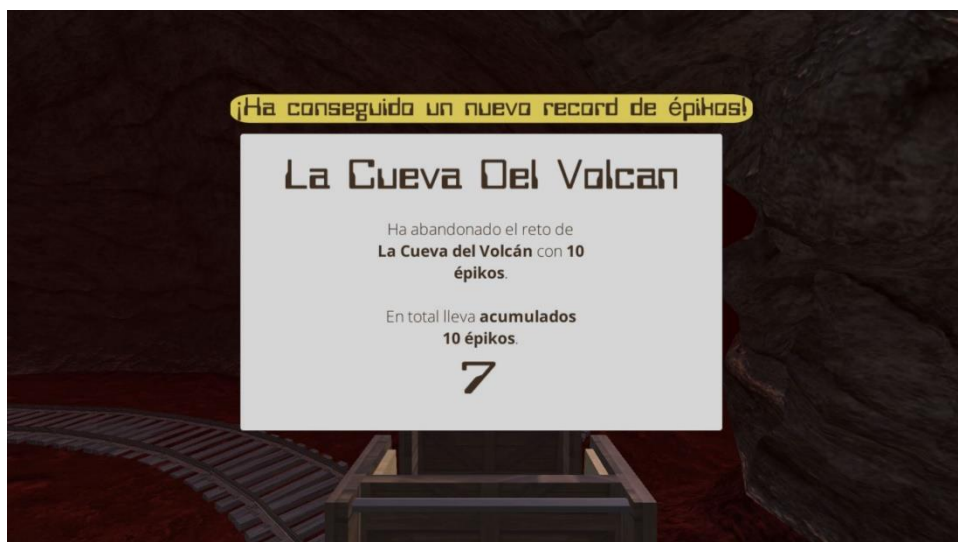 ¡Ha conseguido un nuevo record de épikos!
La Cueva Del Volcan
Ha abandonado el reto de
La Cueva del Volcán con 10
épikos.
En total lleva acumulados
10 épikos.
7